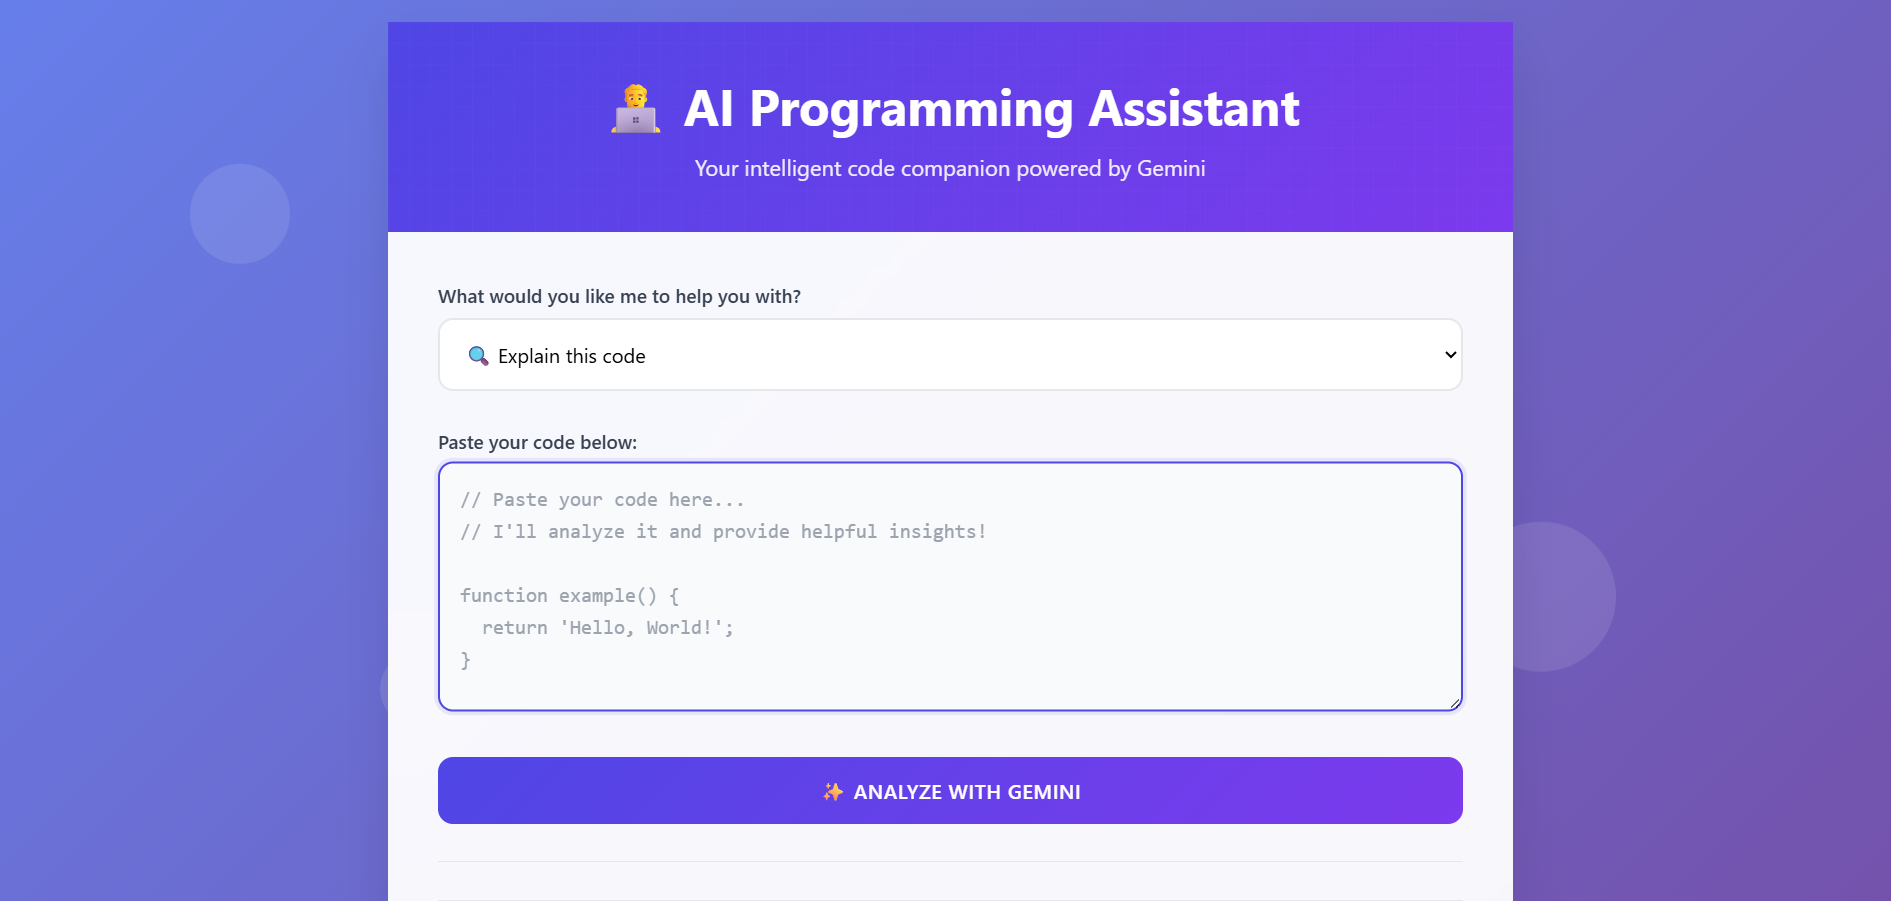 AI Programming Assistant
Your intelligent code companion powered by Gemini
What would you like me to help you with?
Explain this code
Paste your code below:
// Paste your code here...
// I'll analyze it and provide helpful insights!
function example() {
  return 'Hello, World!';
}
ANALYZE WITH GEMINI